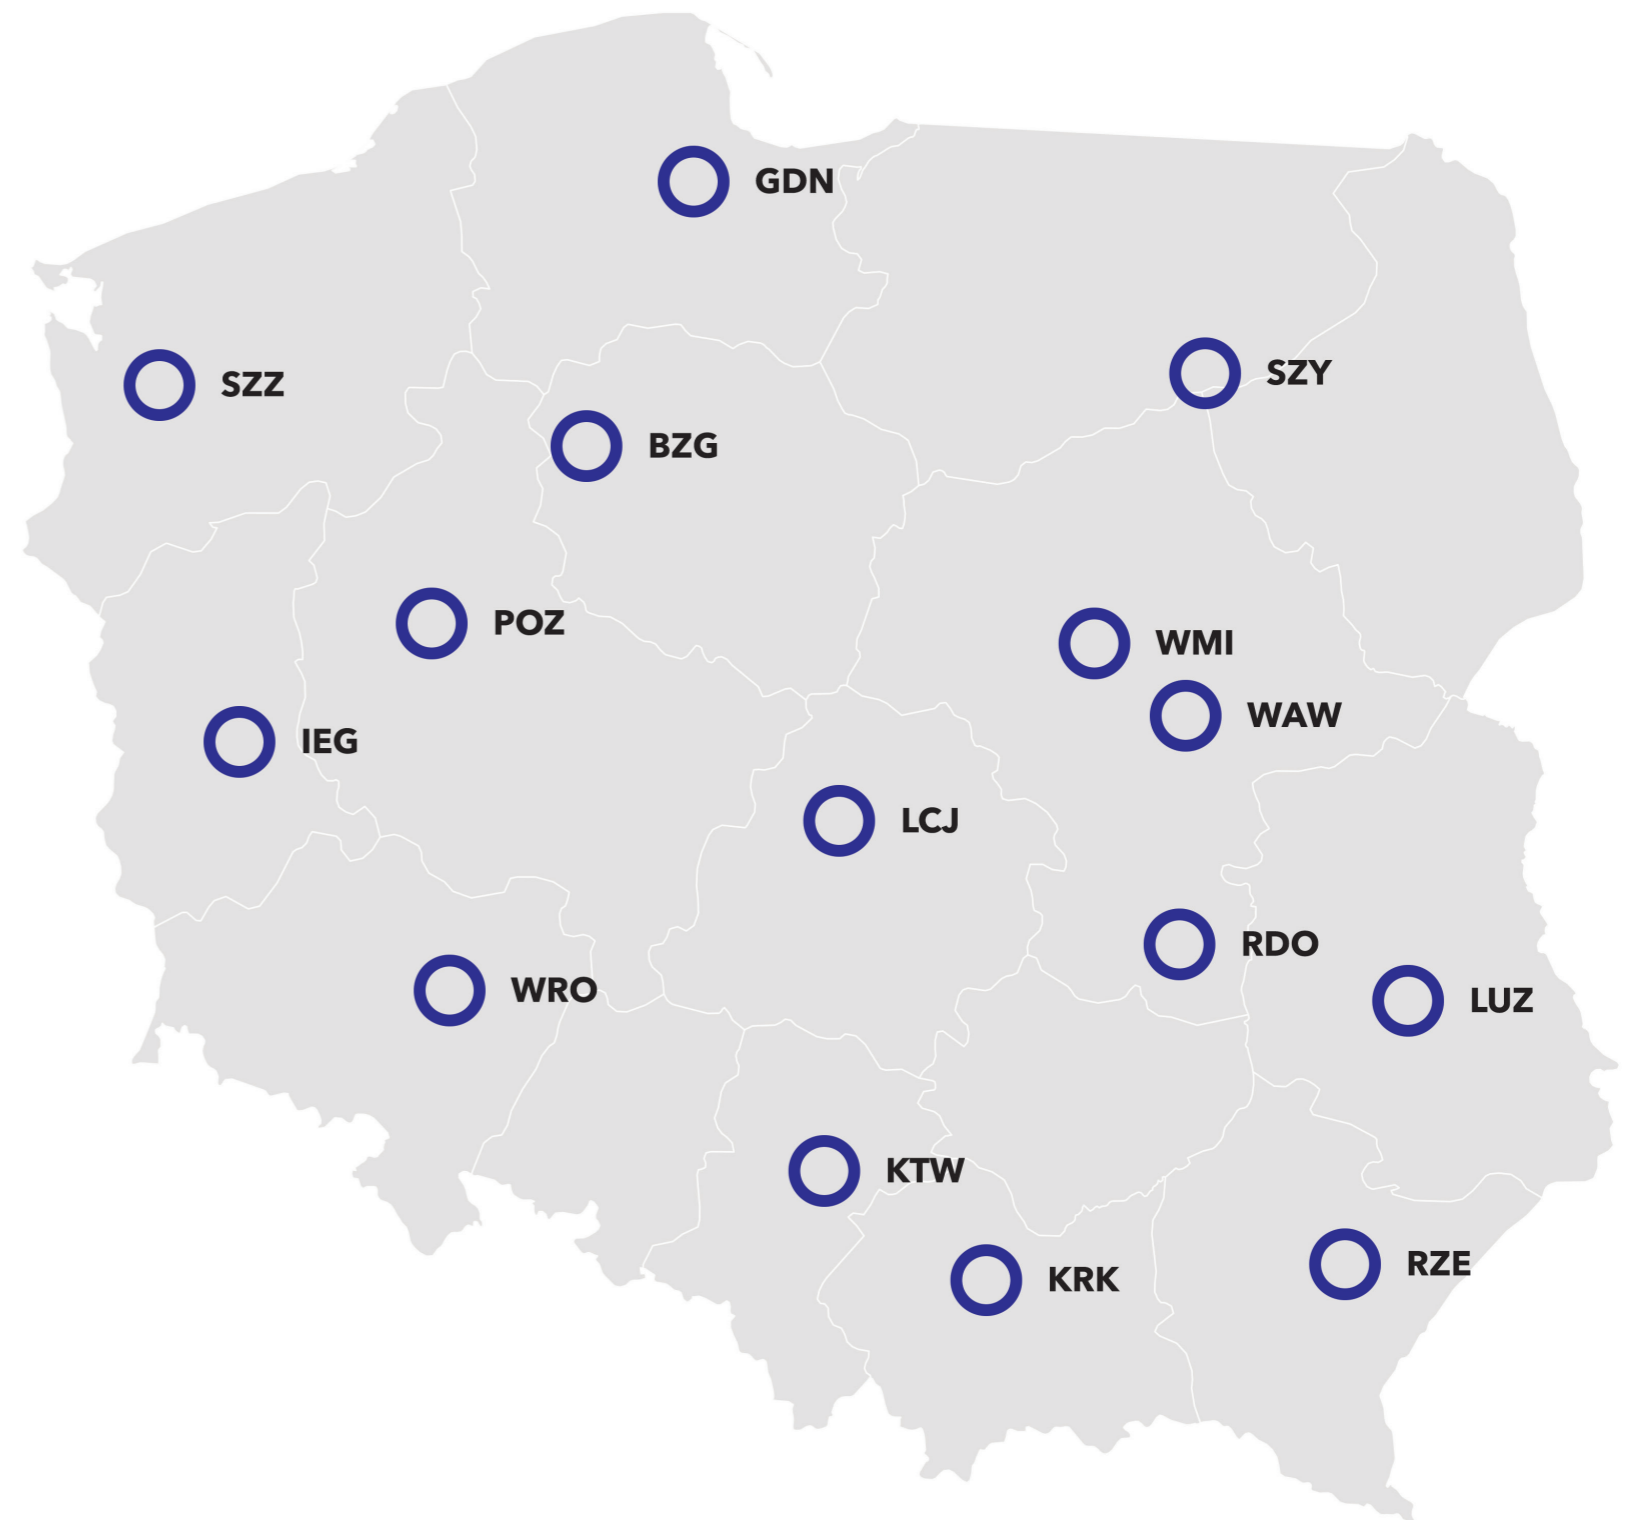 GDN
SZY
SZZ
BZG
POZ
WMI
WAW
IEG
LCJ
RDO
WRO
LUZ
KTW
RZE
KRK